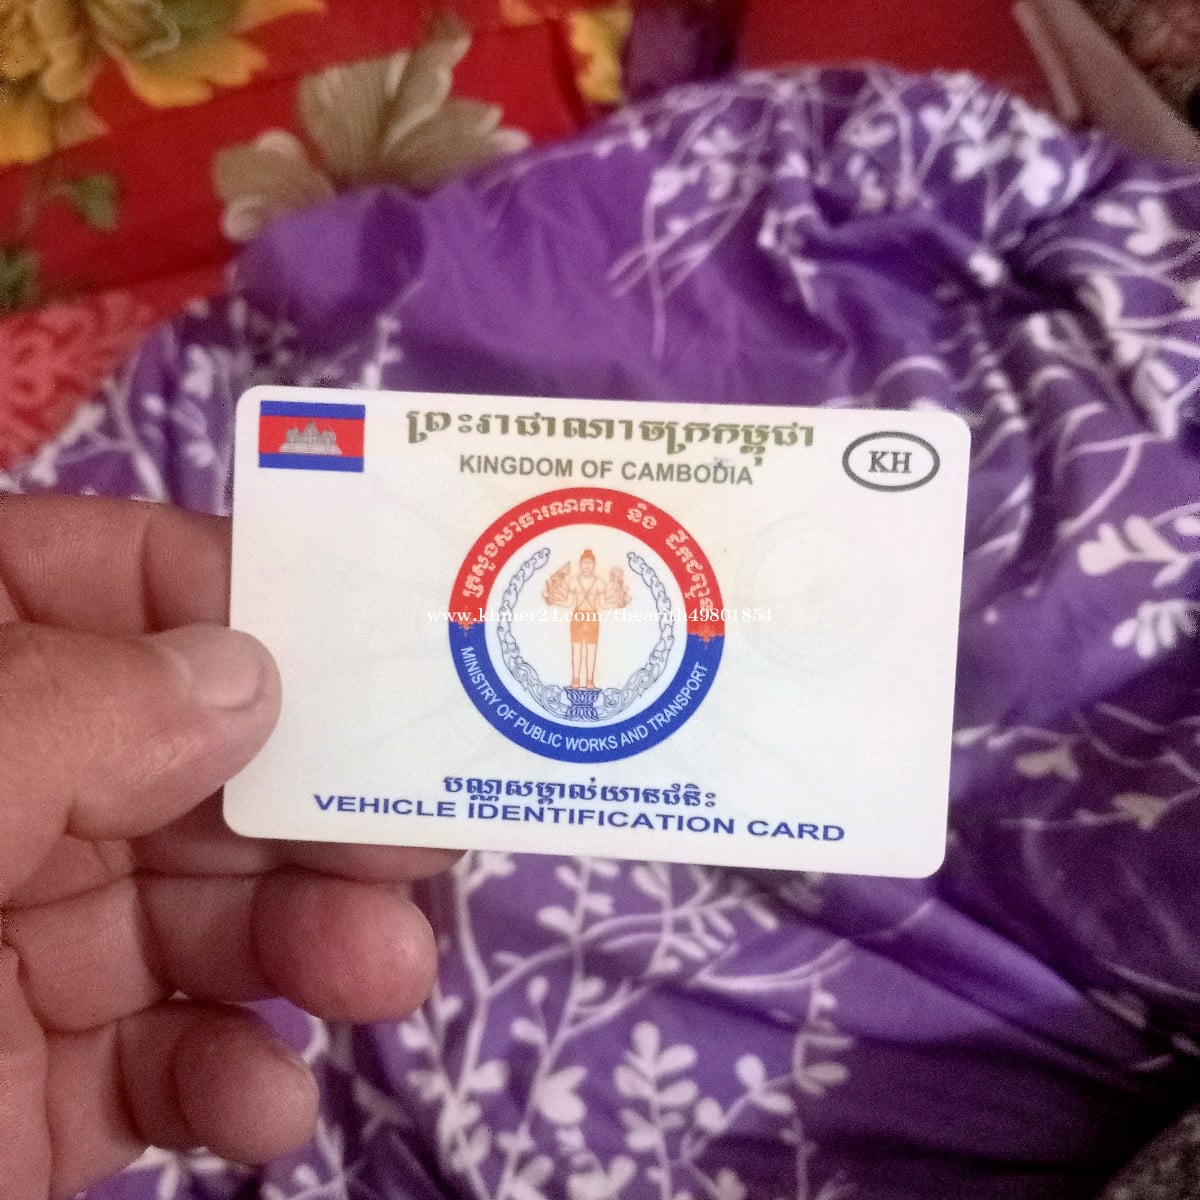 ព្រះរាជាណាចក្រកម្ពុជា
KINGDOM OF CAMBODIA
KH
ក្រសួងសាធារណការ និង ដឹកជញ្ជូន
www.khmer24.com/thearith49801854
MINISTRY OF PUBLIC WORKS AND TRANSPORT
បណ្ណសម្គាល់យានជំនិះ
VEHICLE IDENTIFICATION CARD